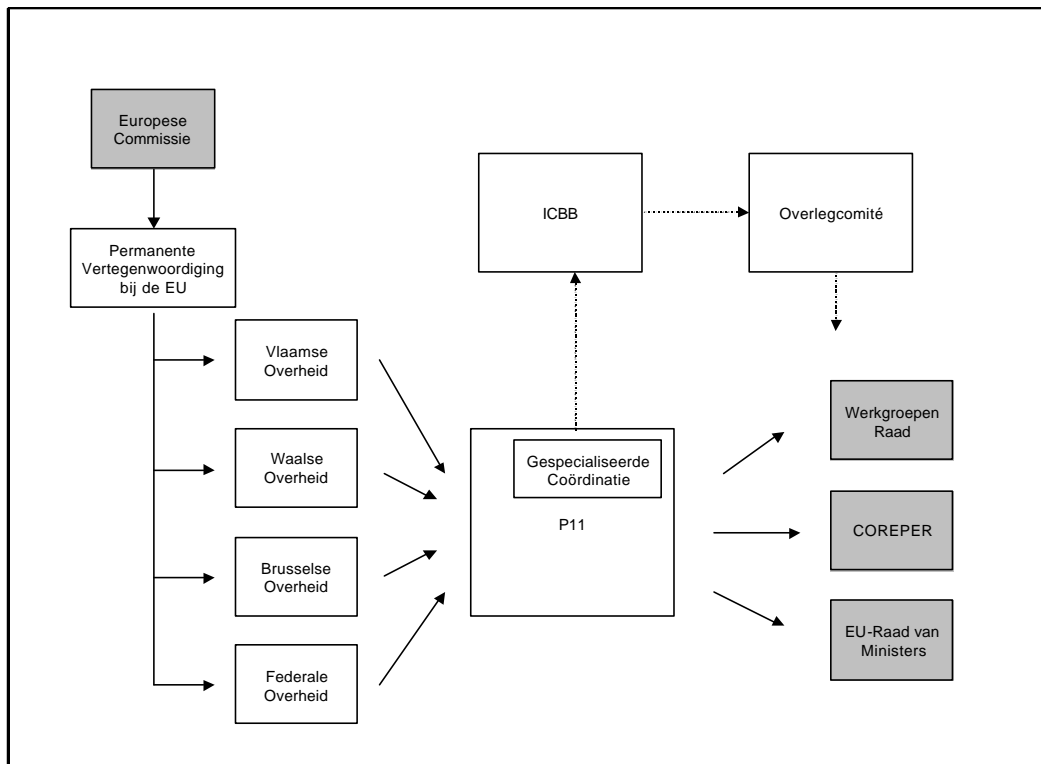 Europese
Commissie
Permanente
Vertegenwoordiging
bij de EU
ICBB
Overlegcomité
Vlaamse
Overheid
Waalse
Overheid
Brusselse
Overheid
Federale
Overheid
Gespecialiseerde
Coördinatie
P11
Werkgroepen
Raad
COREPER
EU-Raad van
Ministers